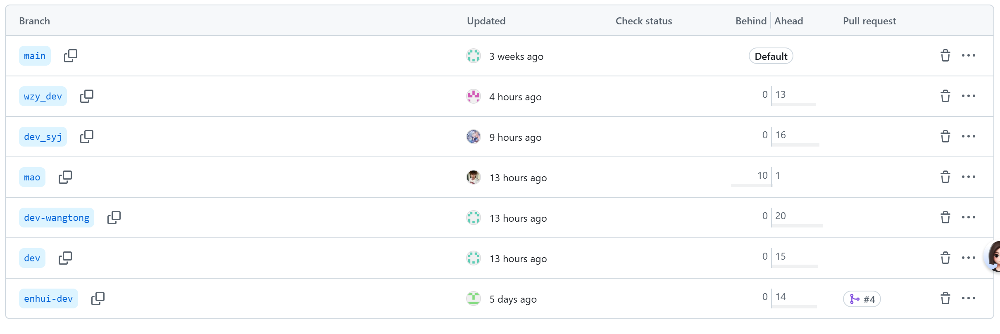 Branch Updated Check status Behind Ahead Pull request
main 3 weeks ago Default
wzy_dev 4 hours ago 0 13
dev_syj 9 hours ago 0 16
mao 13 hours ago 10 1
dev-wangtong 13 hours ago 0 20
dev 13 hours ago 0 15
enhui-dev 5 days ago 0 14 #4